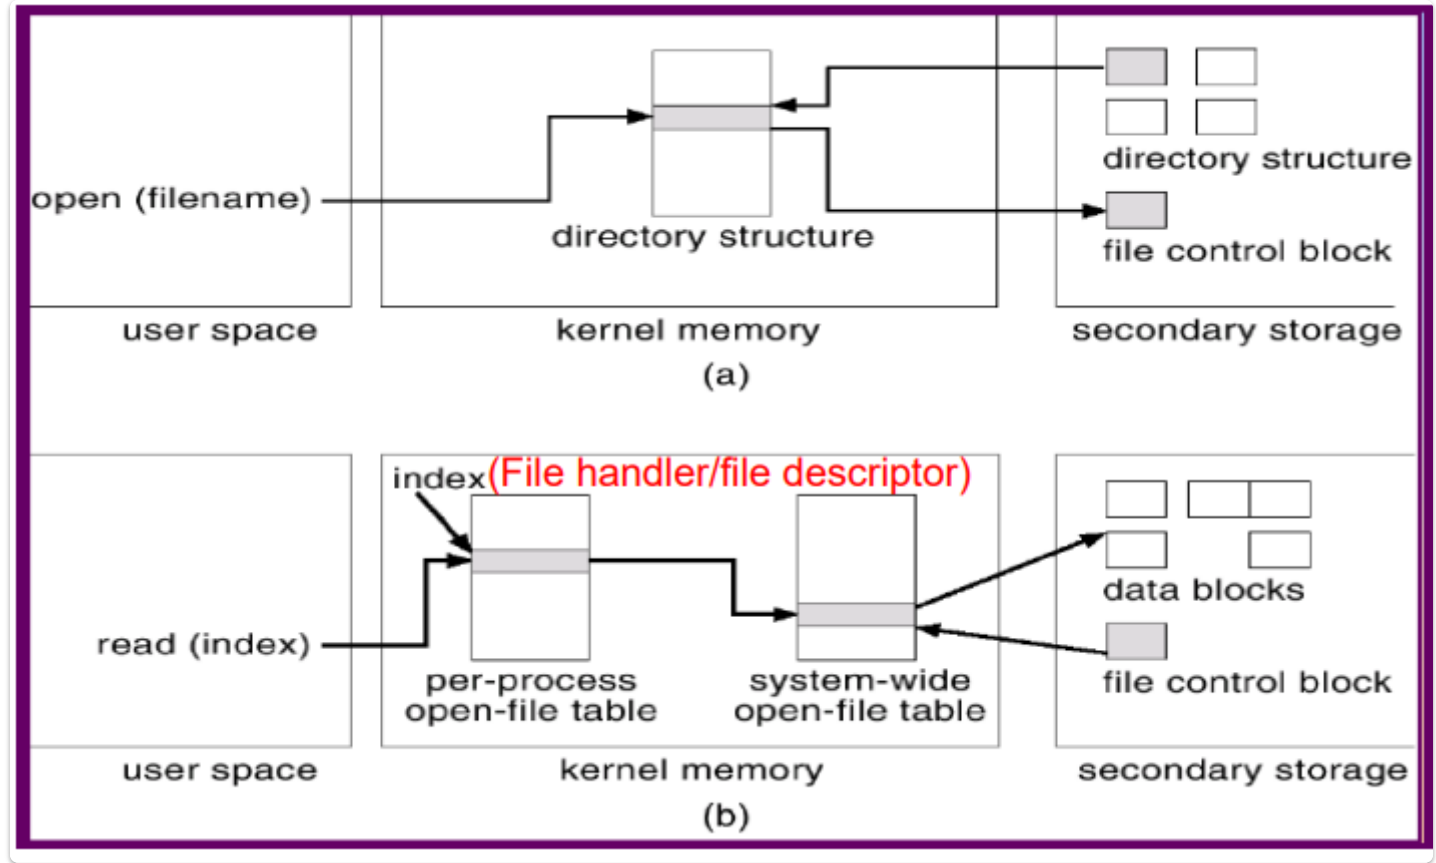 open (filename)
directory structure
directory structure
file control block
user space
kernel memory
secondary storage
(a)
index(File handler/file descriptor)
read (index)
per-process
open-file table
system-wide
open-file table
data blocks
file control block
user space
kernel memory
secondary storage
(b)